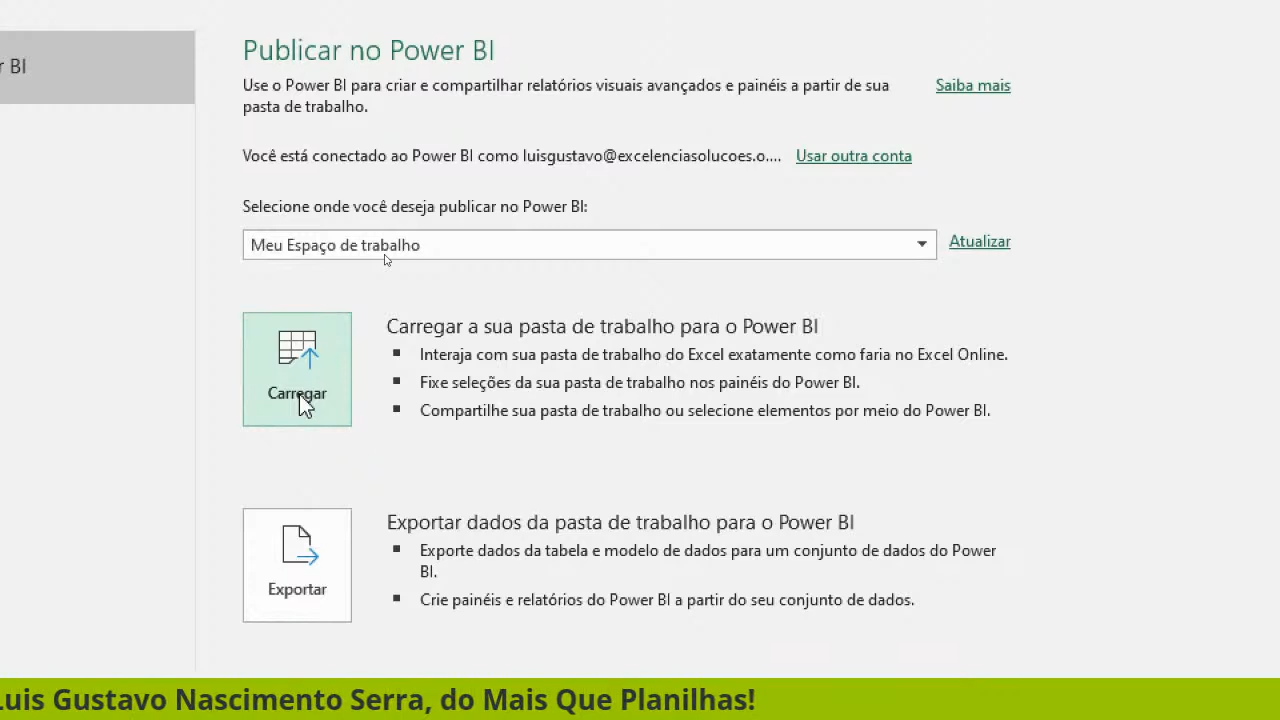 r BI
Publicar no Power BI
Use o Power BI para criar e compartilhar relatórios visuais avançados e painéis a partir de sua
pasta de trabalho.
Saiba mais
Você está conectado ao Power BI como luisgustavo@excelenciasolucoes.o.... Usar outra conta
Selecione onde você deseja publicar no Power BI:
Meu Espaço de trabalho
Atualizar
Carregar
Carregar a sua pasta de trabalho para o Power BI
Interaja com sua pasta de trabalho do Excel exatamente como faria no Excel Online.
Fixe seleções da sua pasta de trabalho nos painéis do Power BI.
Compartilhe sua pasta de trabalho ou selecione elementos por meio do Power BI.
Exportar
Exportar dados da pasta de trabalho para o Power BI
Exporte dados da tabela e modelo de dados para um conjunto de dados do Power
BI.
Crie painéis e relatórios do Power BI a partir do seu conjunto de dados.
Luis Gustavo Nascimento Serra, do Mais Que Planilhas!